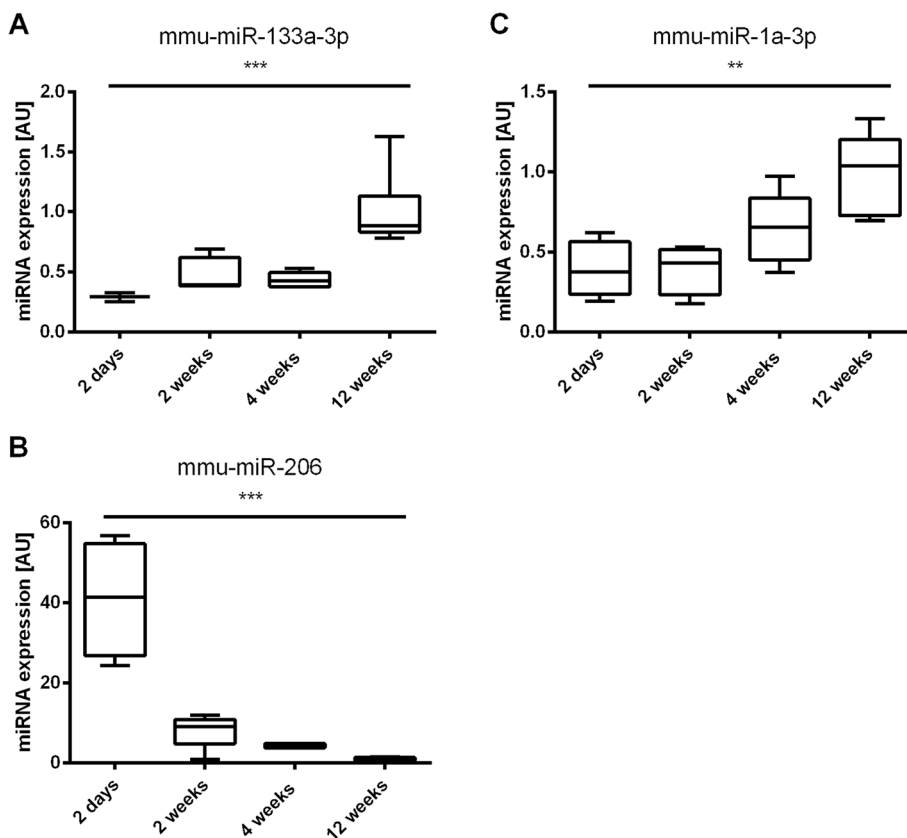 A
mmu-miR-133a-3p
***
miRNA expression [AU]
2.0
1.5
1.0
0.5
0.0
2 days
2 weeks
4 weeks
12 weeks
C
mmu-miR-1a-3p
**
miRNA expression [AU]
1.5
1.0
0.5
0.0
2 days
2 weeks
4 weeks
12 weeks
B
mmu-miR-206
***
miRNA expression [AU]
60
40
20
0
2 days
2 weeks
4 weeks
12 weeks